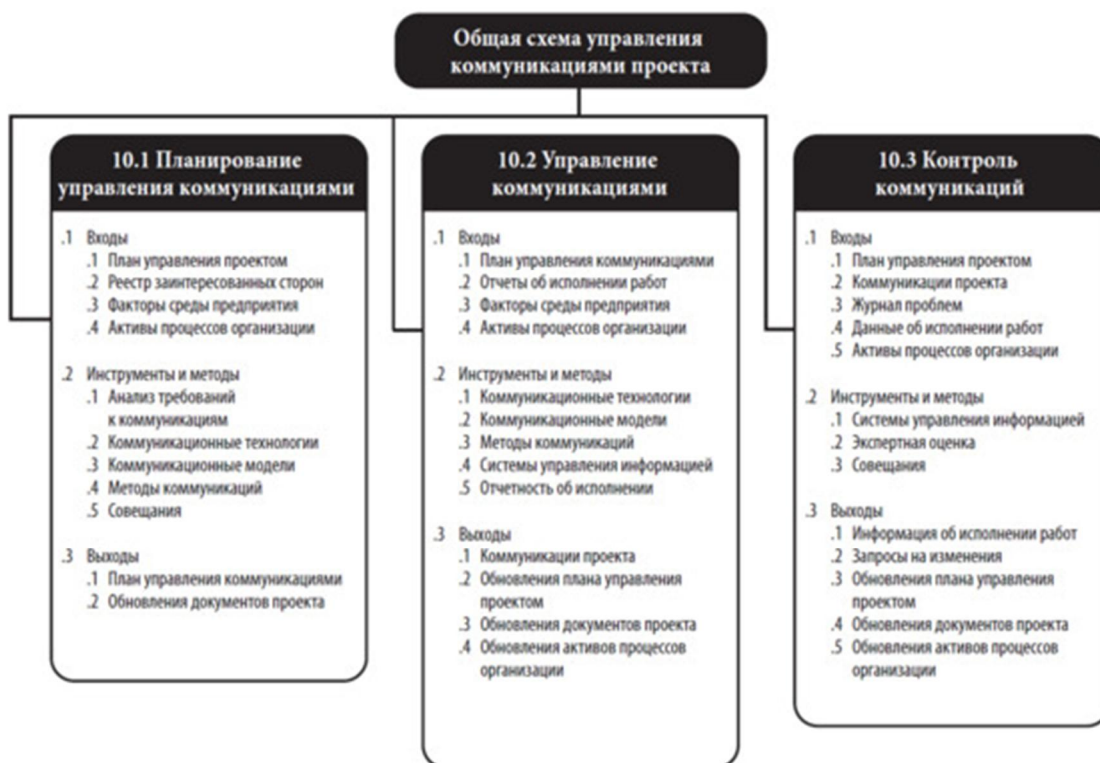 Общая схема управления
коммуникациями проекта
10.1 Планирование
управления коммуникациями
.1 Входы
.1 План управления проектом
.2 Реестр заинтересованных сторон
.3 Факторы среды предприятия
.4 Активы процессов организации
.2 Инструменты и методы
.1 Анализ требований
к коммуникациям
.2 Коммуникационные технологии
.3 Коммуникационные модели
.4 Методы коммуникаций
.5 Совещания
.3 Выходы
.1 План управления коммуникациями
.2 Обновления документов проекта
10.2 Управление
коммуникациями
.1 Входы
.1 План управления коммуникациями
.2 Отчеты об исполнении работ
.3 Факторы среды предприятия
.4 Активы процессов организации
.2 Инструменты и методы
.1 Коммуникационные технологии
.2 Коммуникационные модели
.3 Методы коммуникаций
.4 Системы управления информацией
.5 Отчетность об исполнении
.3 Выходы
.1 Коммуникации проекта
.2 Обновления плана управления
проектом
.3 Обновления документов проекта
.4 Обновления активов процессов
организации
10.3 Контроль
коммуникаций
.1 Входы
.1 План управления проектом
.2 Коммуникации проекта
.3 Журнал проблем
.4 Данные об исполнении работ
.5 Активы процессов организации
.2 Инструменты и методы
.1 Системы управления информацией
.2 Экспертная оценка
.3 Совещания
.3 Выходы
.1 Информация об исполнении работ
.2 Запросы на изменения
.3 Обновления плана управления
проектом
.4 Обновления документов проекта
.5 Обновления активов процессов
организации